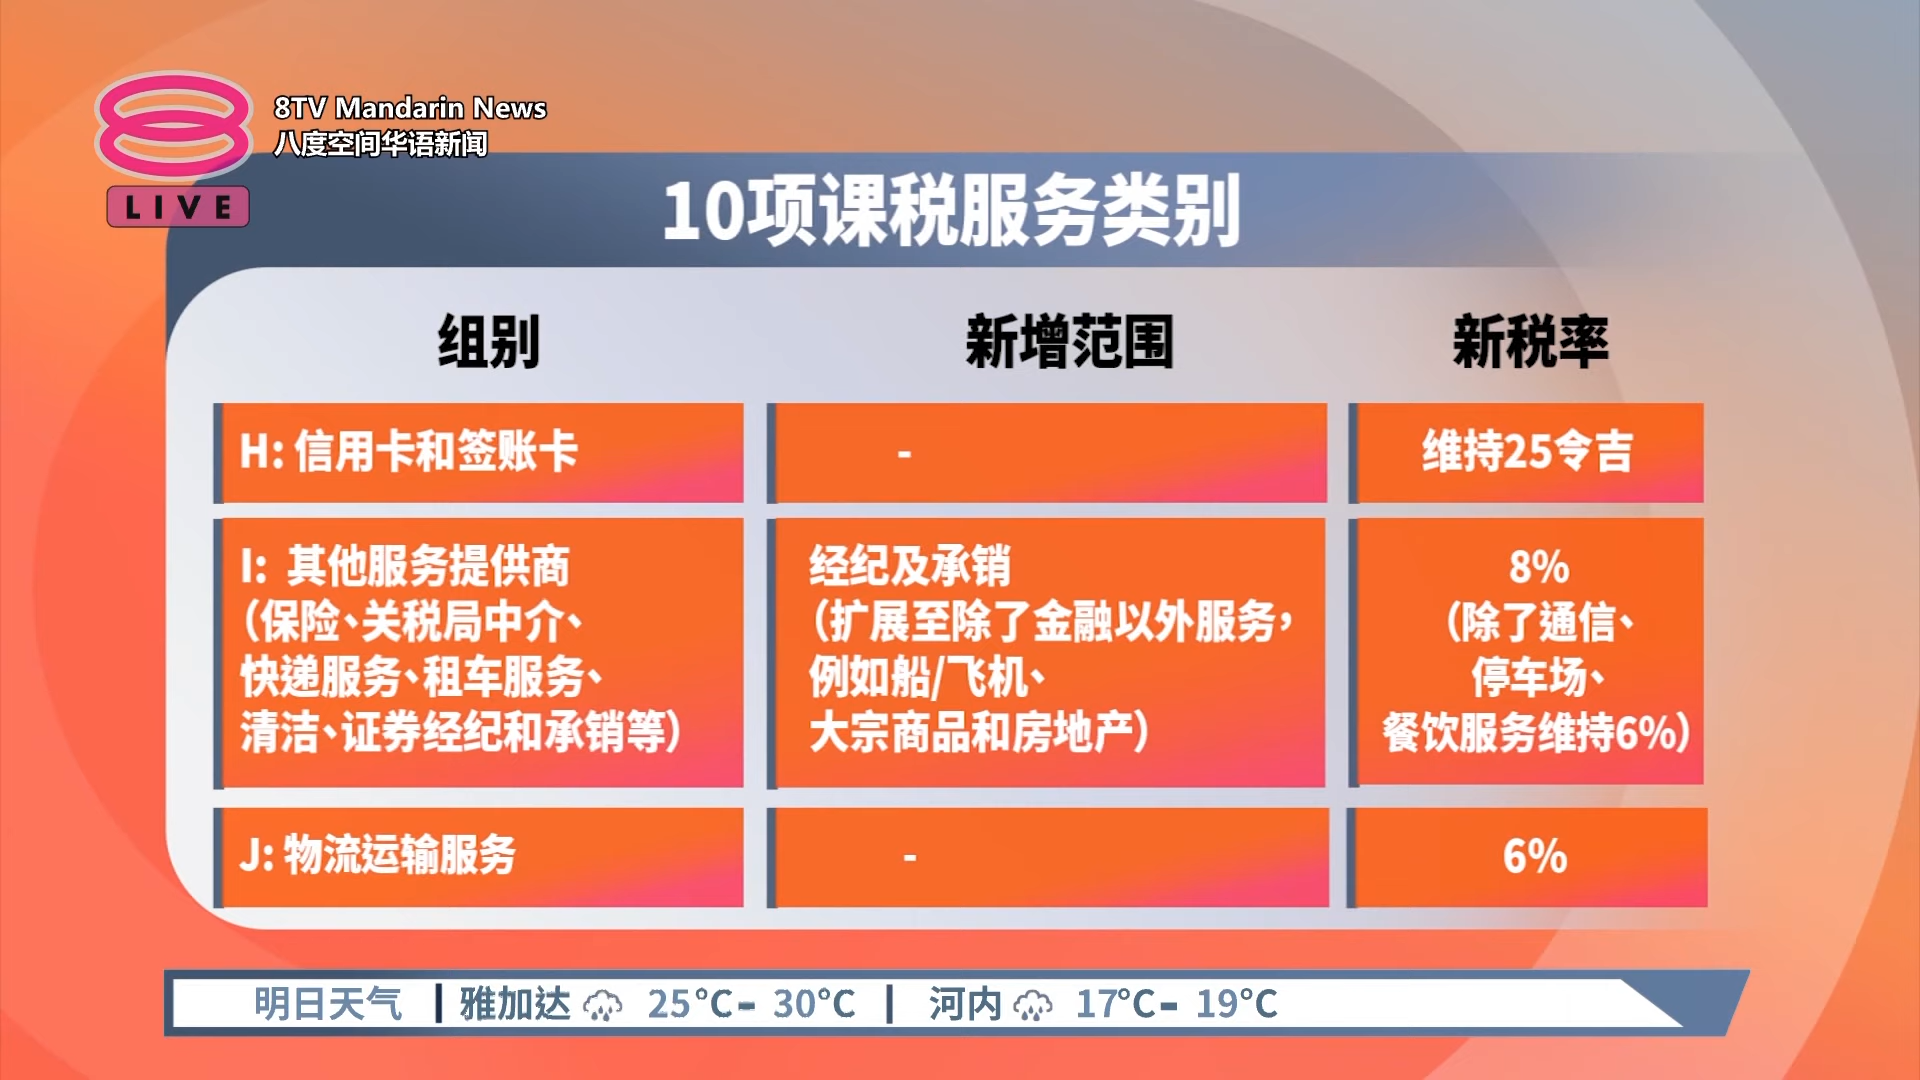 8TV Mandarin News
八度空间华语新闻
LIVE
10项课税服务类别
组别
新增范围
新税率
H: 信用卡和签账卡
-
维持25令吉
I: 其他服务提供商
（保险、关税局中介、
快递服务、租车服务、
清洁、证券经纪和承销等）
经纪及承销
（扩展至除了金融以外服务，
例如船/飞机、
大宗商品和房地产）
8%
（除了通信、
停车场、
餐饮服务维持6%）
J: 物流运输服务
-
6%
明日天气 | 雅加达 25°C- 30°C | 河内 17°C- 19°C